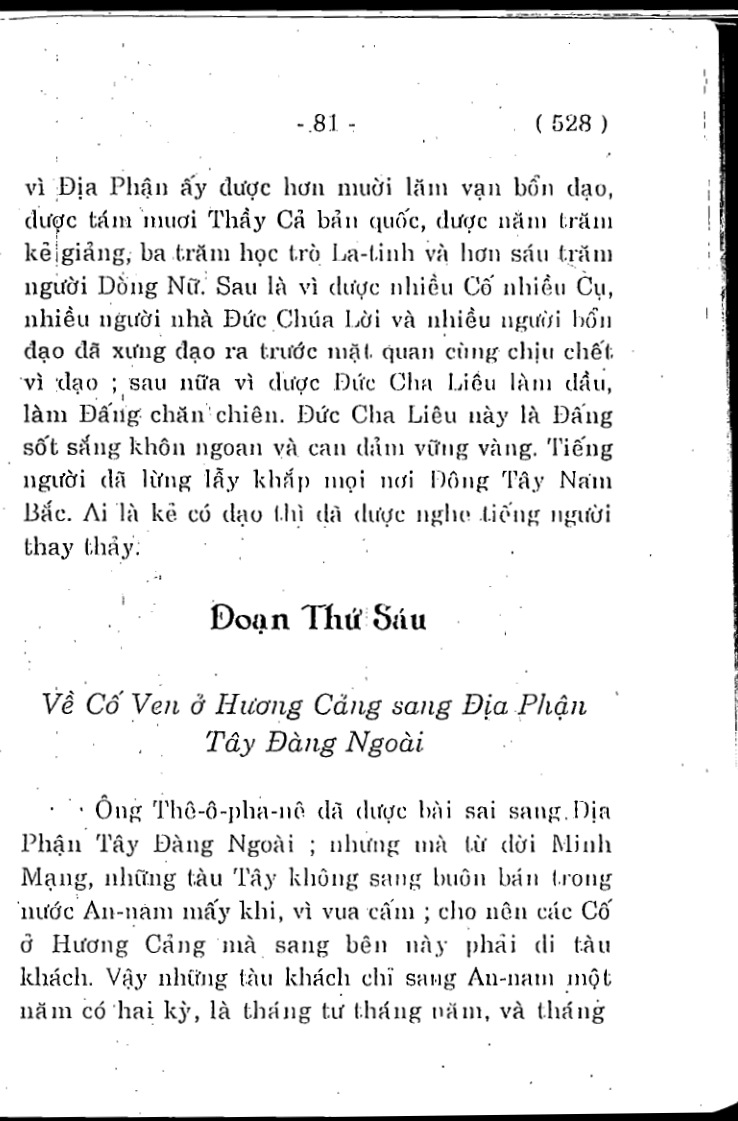 - 81 - ( 528 )
vì Địa Phận ấy được hơn muời lăm vạn bổn đạo,
được tám muơi Thầy Cả bản quốc, được năm trăm
kẻ giảng, ba trăm học trò La-tinh và hơn sáu trăm
người Dòng Nữ. Sau là vì được nhiều Cố nhiều Cụ,
nhiều người nhà Đức Chúa Lời và nhiều người bổn
đạo đã xưng đạo ra trước mặt quan cùng chịu chết
vì đạo ; sau nữa vì được Đức Cha Liêu làm đầu,
làm Đấng chăn chiên. Đức Cha Liêu này là Đấng
sốt sắng khôn ngoan và can đảm vững vàng. Tiếng
người đã lừng lẫy khắp mọi nơi Đông Tây Nam
Bắc. Ai là kẻ có đạo thì đã được nghe tiếng người
thay thảy.
Đoạn Thứ Sáu
Về Cố Ven ở Hương Cảng sang Địa Phận
Tây Đàng Ngoài
Ông Thê-ô-pha-nê đã được bài sai sang Địa
Phận Tây Đàng Ngoài ; nhưng mà từ đời Minh
Mạng, những tàu Tây không sang buôn bán trong
nước An-nam mấy khi, vì vua cấm ; cho nên các Cố
ở Hương Cảng mà sang bên này phải đi tàu
khách. Vậy những tàu khách chỉ sang An-nam một
năm có hai kỳ, là tháng tư tháng năm, và tháng